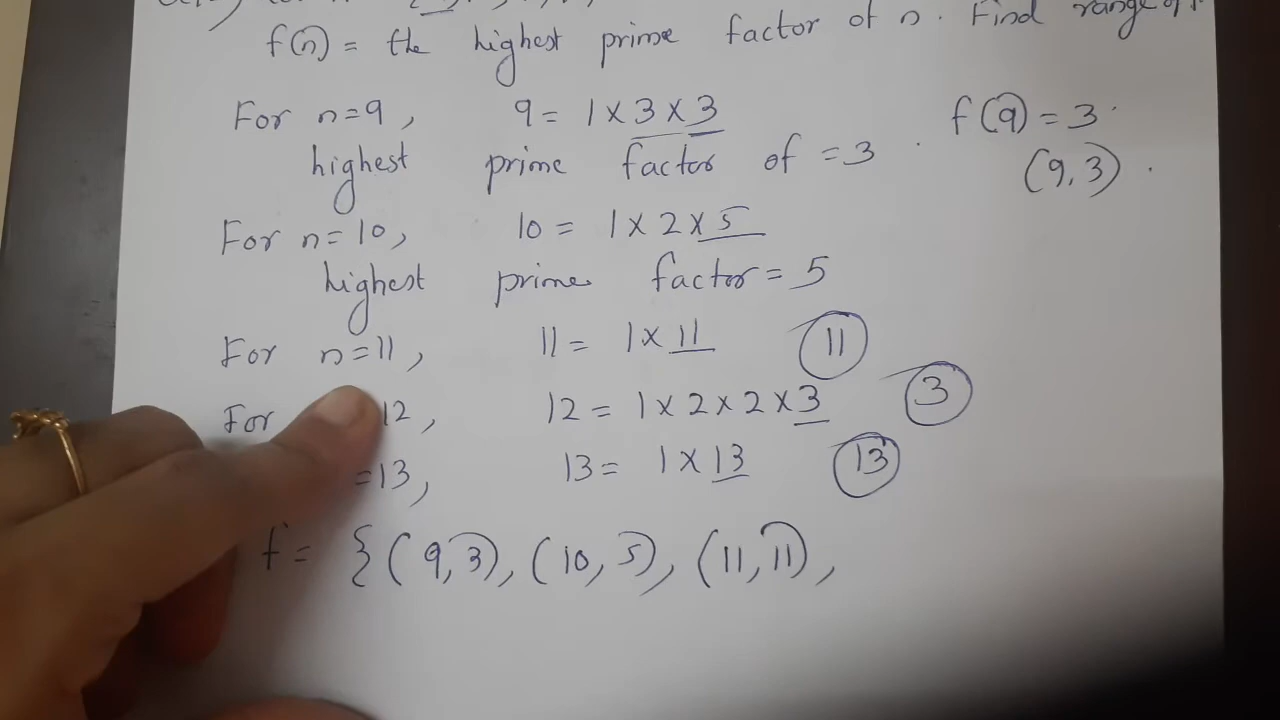 f(n) = the highest prime factor of n. Find range of
For n=9, 9 = 1 × 3 × 3 f(9) = 3.
highest prime factor of = 3. (9,3).
For n=10, 10 = 1 × 2 × 5
highest prime factor = 5
For n=11, 11 = 1 × 11 11
For 12, 12 = 1 × 2 × 2 × 3 3
=13, 13 = 1 × 13 13
f = {(9,3), (10,5), (11,11),